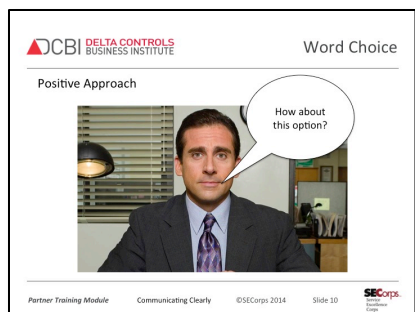 DCBI DELTA CONTROLS
BUSINESS INSTITUTE
Word Choice
Positive Approach
How about
this option?
Partner Training Module Communicating Clearly ©SECorps 2014 Slide 10
SECorps.
Service
Excellence
Corps